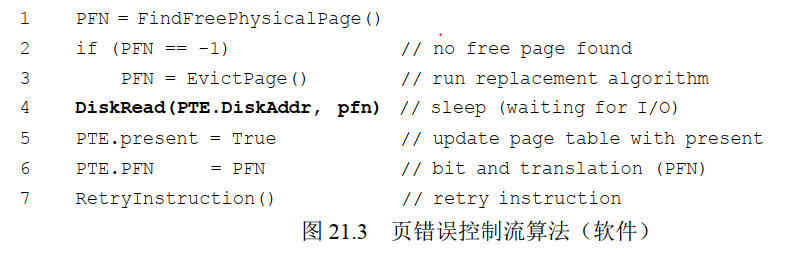 1 PFN = FindFreePhysicalPage()
2 if (PFN == -1) // no free page found
3 PFN = EvictPage() // run replacement algorithm
4 DiskRead(PTE.DiskAddr, pfn) // sleep (waiting for I/O)
5 PTE.present = True // update page table with present
6 PTE.PFN = PFN // bit and translation (PFN)
7 RetryInstruction() // retry instruction
图 21.3 页错误控制流算法（软件）